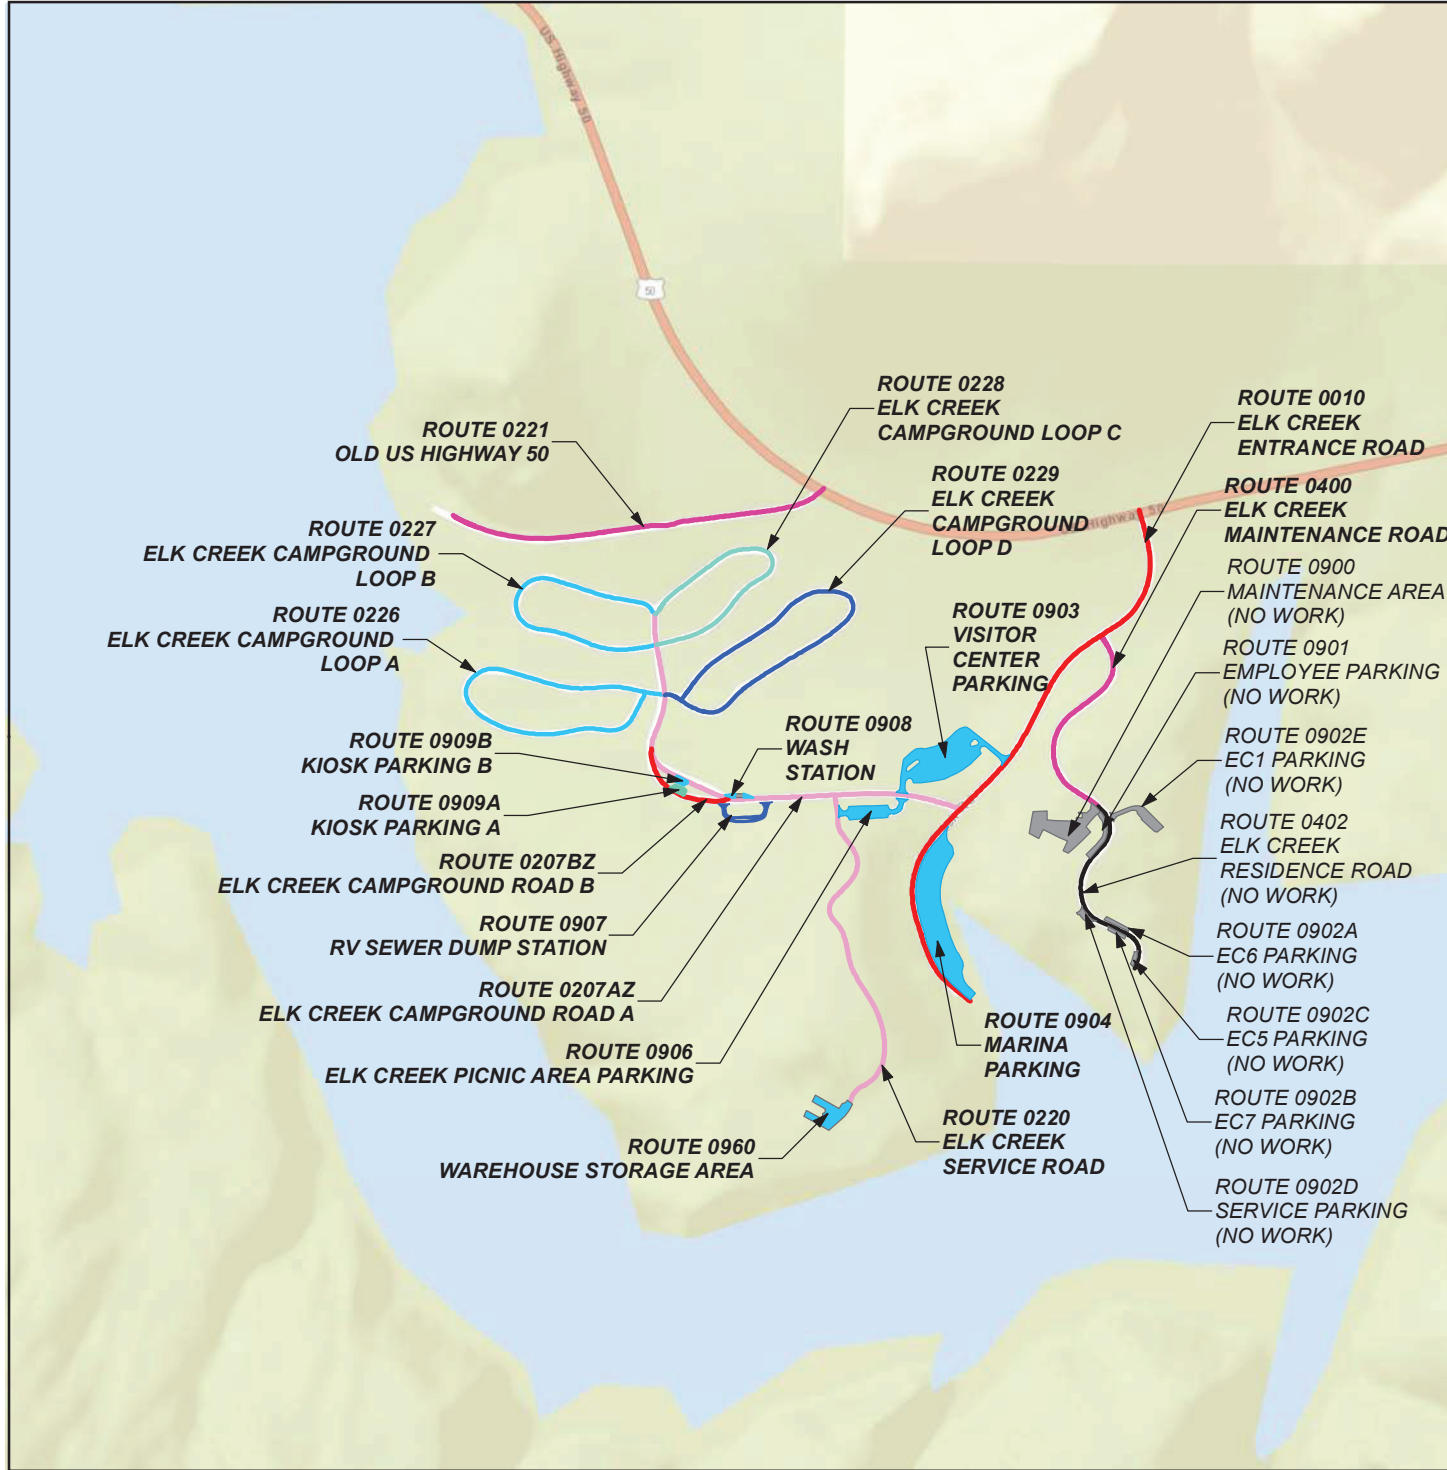 US Highway 50
50
ROUTE 0228
ELK CREEK
CAMPGROUND LOOP C
ROUTE 0010
ELK CREEK
ENTRANCE ROAD
ROUTE 0221
OLD US HIGHWAY 50
ROUTE 0229
ELK CREEK
CAMPGROUND
LOOP D
ROUTE 0400
ELK CREEK
MAINTENANCE ROAD
Highway 50
ROUTE 0227
ELK CREEK CAMPGROUND
LOOP B
ROUTE 0900
MAINTENANCE AREA
(NO WORK)
ROUTE 0226
ELK CREEK CAMPGROUND
LOOP A
ROUTE 0903
VISITOR
CENTER
PARKING
ROUTE 0901
EMPLOYEE PARKING
(NO WORK)
ROUTE 0909B
KIOSK PARKING B
ROUTE 0908
WASH
STATION
ROUTE 0902E
EC1 PARKING
(NO WORK)
ROUTE 0909A
KIOSK PARKING A
ROUTE 0402
ELK CREEK
RESIDENCE ROAD
(NO WORK)
ROUTE 0207BZ
ELK CREEK CAMPGROUND ROAD B
ROUTE 0907
RV SEWER DUMP STATION
ROUTE 0902A
EC6 PARKING
(NO WORK)
ROUTE 0207AZ
ELK CREEK CAMPGROUND ROAD A
ROUTE 0902C
EC5 PARKING
(NO WORK)
ROUTE 0904
MARINA
PARKING
ROUTE 0906
ELK CREEK PICNIC AREA PARKING
ROUTE 0902B
EC7 PARKING
(NO WORK)
ROUTE 0220
ELK CREEK
SERVICE ROAD
ROUTE 0960
WAREHOUSE STORAGE AREA
ROUTE 0902D
SERVICE PARKING
(NO WORK)